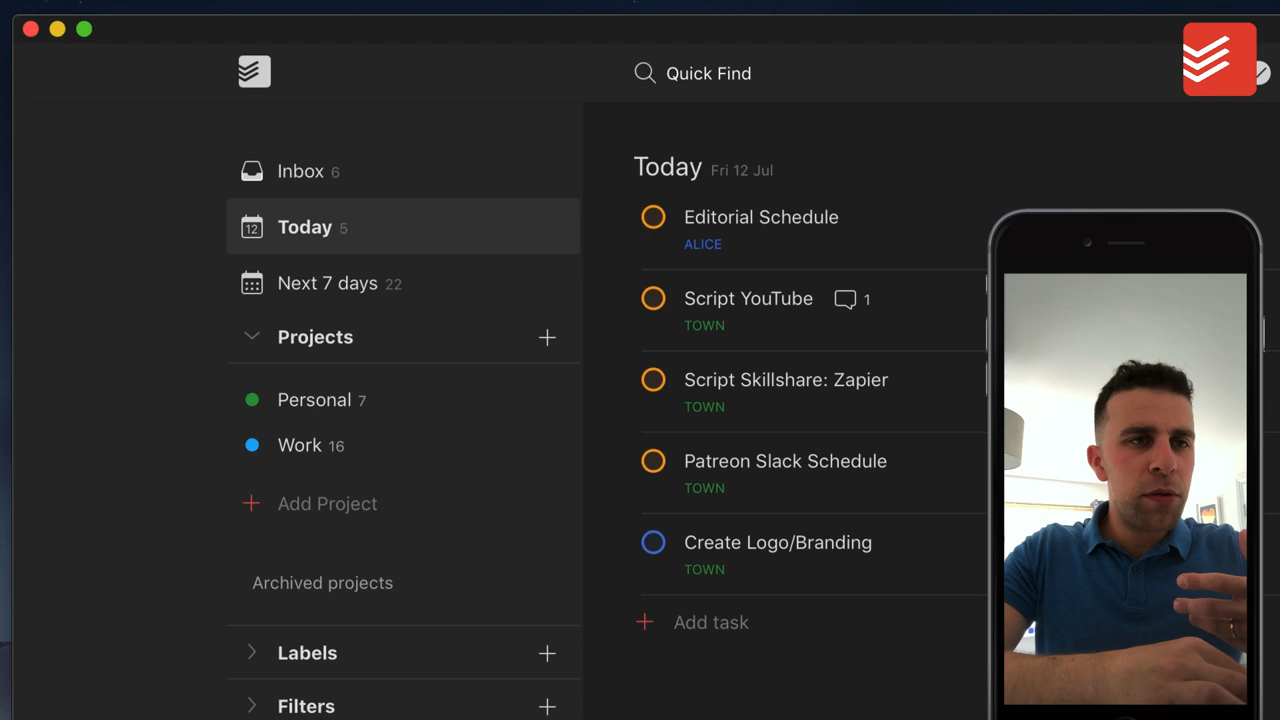 Quick Find
Inbox 6
12 Today 5
Next 7 days 22
Projects
Personal 7
Work 16
Add Project
Archived projects
Labels
Filters
Today Fri 12 Jul
Editorial Schedule
ALICE
Script YouTube 1
TOWN
Script Skillshare: Zapier
TOWN
Patreon Slack Schedule
TOWN
Create Logo/Branding
TOWN
Add task